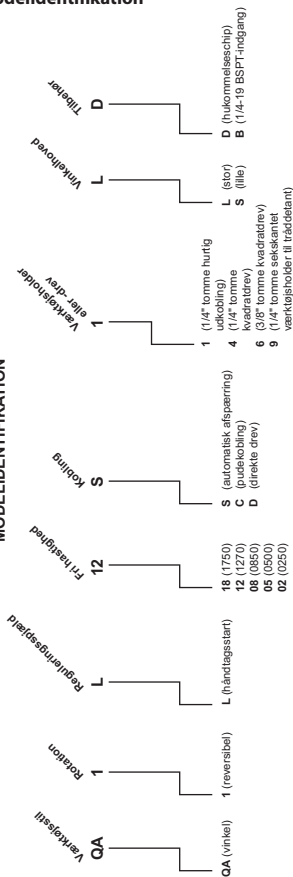 Modelidentifikation
MODELIDENTIFIKATION
Værktøjsstil
QA
QA (vinkel)
Rotation
1
1 (reversibel)
Reguleringsspjæld
L
L (håndtagsstart)
Fri hastighed
12
18 (1750)
12 (1270)
08 (0850)
05 (0500)
02 (0250)
Kobling
S
S (automatisk afspærring)
C (pudekobling)
D (direkte drev)
Værktøjsholder
eller -drev
1
1 (1/4" tomme hurtig
udkobling)
4 (1/4" tomme
kvadratdrev)
6 (3/8" tomme kvadratdrev)
9 (1/4" tomme sekskantet
værktøjsholder til tråddetant)
Vinkelhoved
L
L (stor)
S (lille)
Tilbehør
D
D (hukommelseschip)
B (1/4-19 BSPT-indgang)